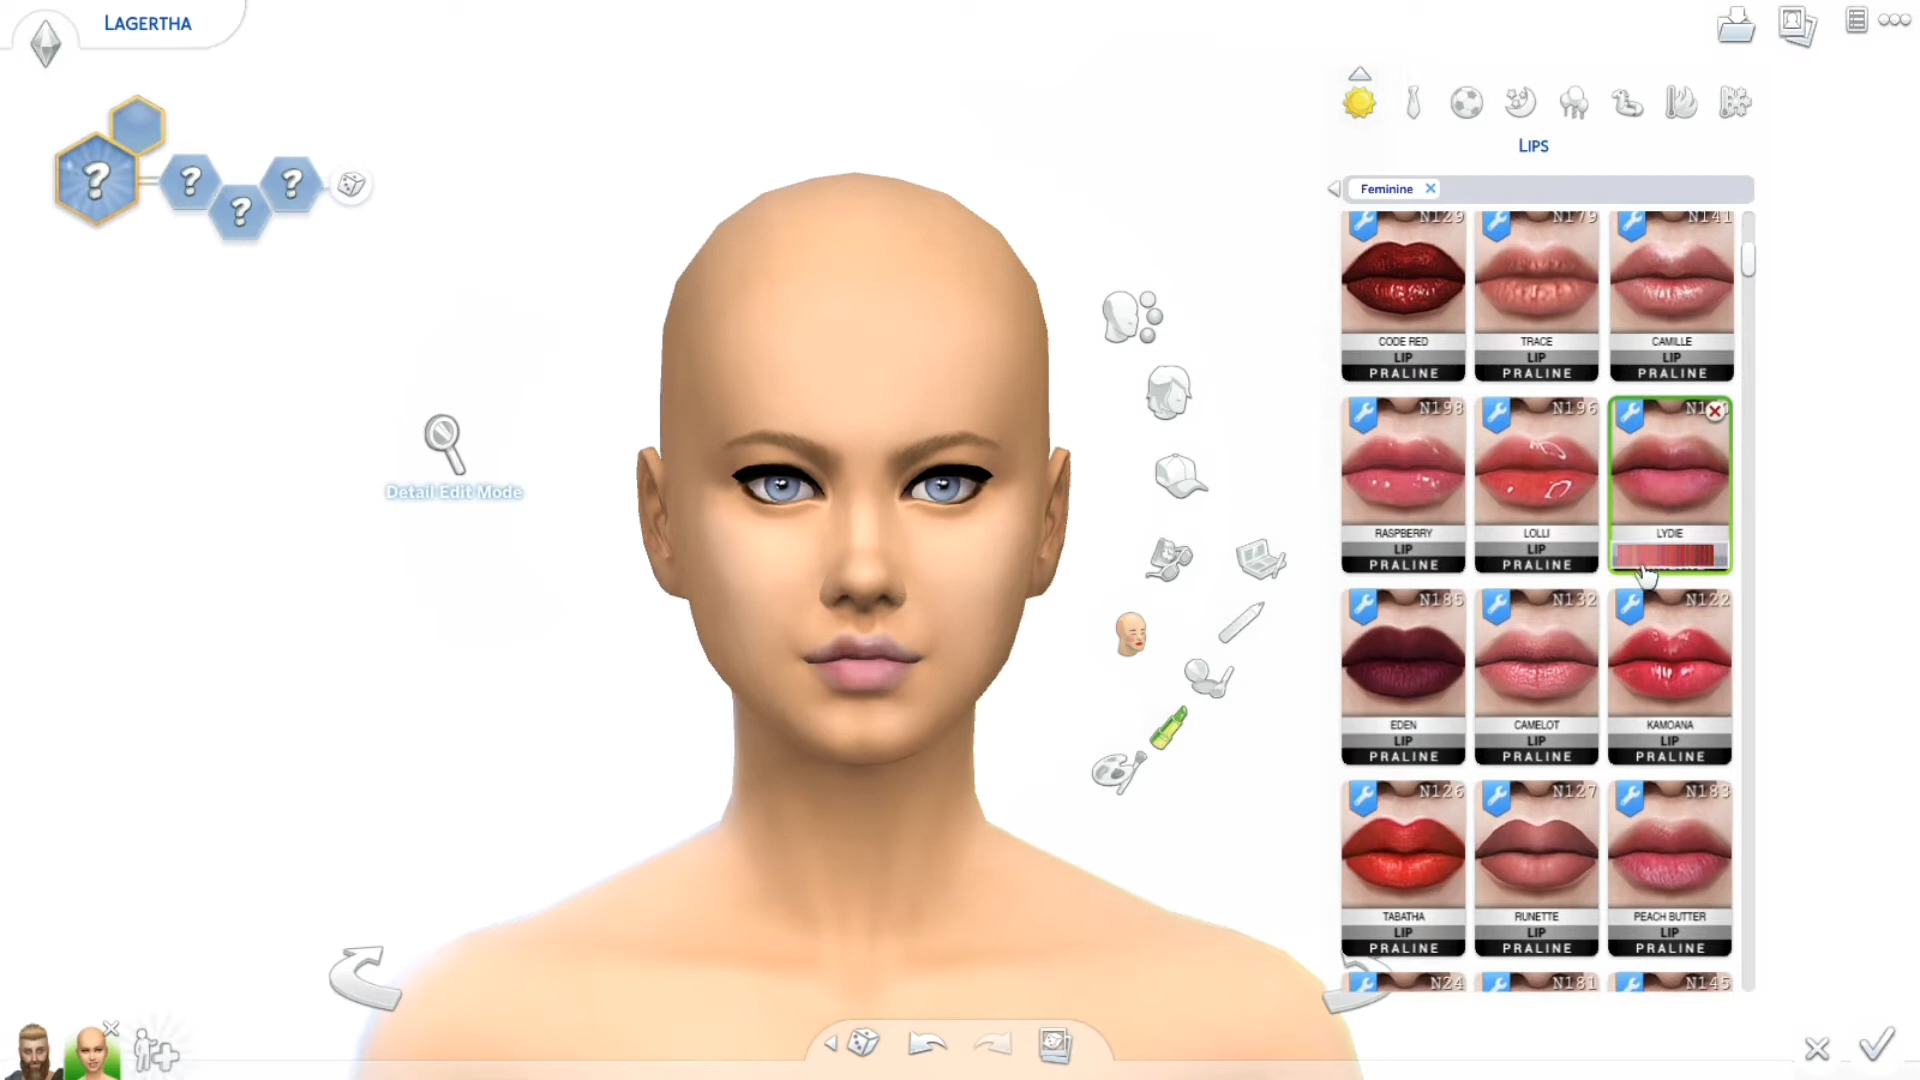 LAGERTHA
LIPS
Feminine
N129 N179 N141
CODE RED TRACE CAMILLE
LIP LIP LIP
PRALINE PRALINE PRALINE
N198 N196
RASPBERRY LOLLI LYDIE
LIP LIP
PRALINE PRALINE
Detail Edit Mode
N185 N132 N122
EDEN CAMELOT KAMOANA
LIP LIP LIP
PRALINE PRALINE PRALINE
N126 N127 N183
TABATHA RUNETTE PEACH BUTTER
LIP LIP LIP
PRALINE PRALINE PRALINE
N24 N181 N145